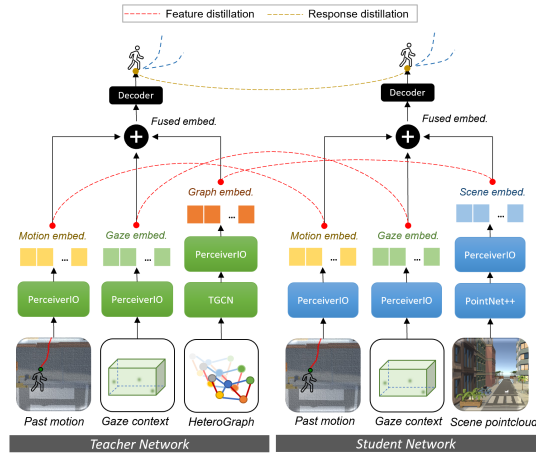 Feature distillation
Response distillation
Decoder
Decoder
Fused embed.
Fused embed.
Graph embed.
Scene embed.
Motion embed.
Gaze embed.
Motion embed.
Gaze embed.
...
...
...
...
...
...
PerceiverIO
PerceiverIO
PerceiverIO
PerceiverIO
TGCN
PerceiverIO
PerceiverIO
PointNet++
Past motion
Gaze context
HeteroGraph
Past motion
Gaze context
Scene pointcloud
Teacher Network
Student Network